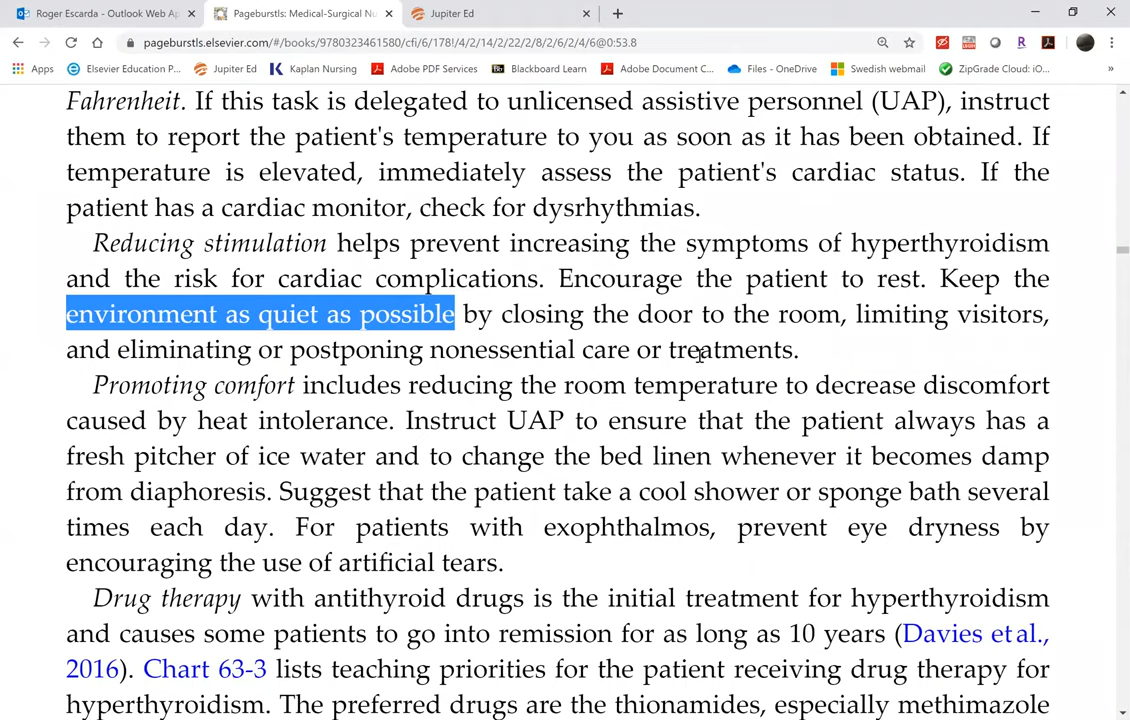 Roger Escarda - Outlook Web Ap
Pageburstls: Medical-Surgical Nu
Jupiter Ed
pageburstls.elsevier.com/#/books/9780323461580/cfi/6/178!/4/2/14/2/22/2/8/2/6/2/4/6@0:53.8
Apps
Elsevier Education P...
Jupiter Ed
Kaplan Nursing
Adobe PDF Services
Blackboard Learn
Adobe Document C...
Files - OneDrive
Swedish webmail
ZipGrade Cloud: iO...
»
Fahrenheit. If this task is delegated to unlicensed assistive personnel (UAP), instruct
them to report the patient's temperature to you as soon as it has been obtained. If
temperature is elevated, immediately assess the patient's cardiac status. If the
patient has a cardiac monitor, check for dysrhythmias.
Reducing stimulation helps prevent increasing the symptoms of hyperthyroidism
and the risk for cardiac complications. Encourage the patient to rest. Keep the
environment as quiet as possible by closing the door to the room, limiting visitors,
and eliminating or postponing nonessential care or treatments.
Promoting comfort includes reducing the room temperature to decrease discomfort
caused by heat intolerance. Instruct UAP to ensure that the patient always has a
fresh pitcher of ice water and to change the bed linen whenever it becomes damp
from diaphoresis. Suggest that the patient take a cool shower or sponge bath several
times each day. For patients with exophthalmos, prevent eye dryness by
encouraging the use of artificial tears.
Drug therapy with antithyroid drugs is the initial treatment for hyperthyroidism
and causes some patients to go into remission for as long as 10 years (Davies et al.,
2016). Chart 63-3 lists teaching priorities for the patient receiving drug therapy for
hyperthyroidism. The preferred drugs are the thionamides, especially methimazole